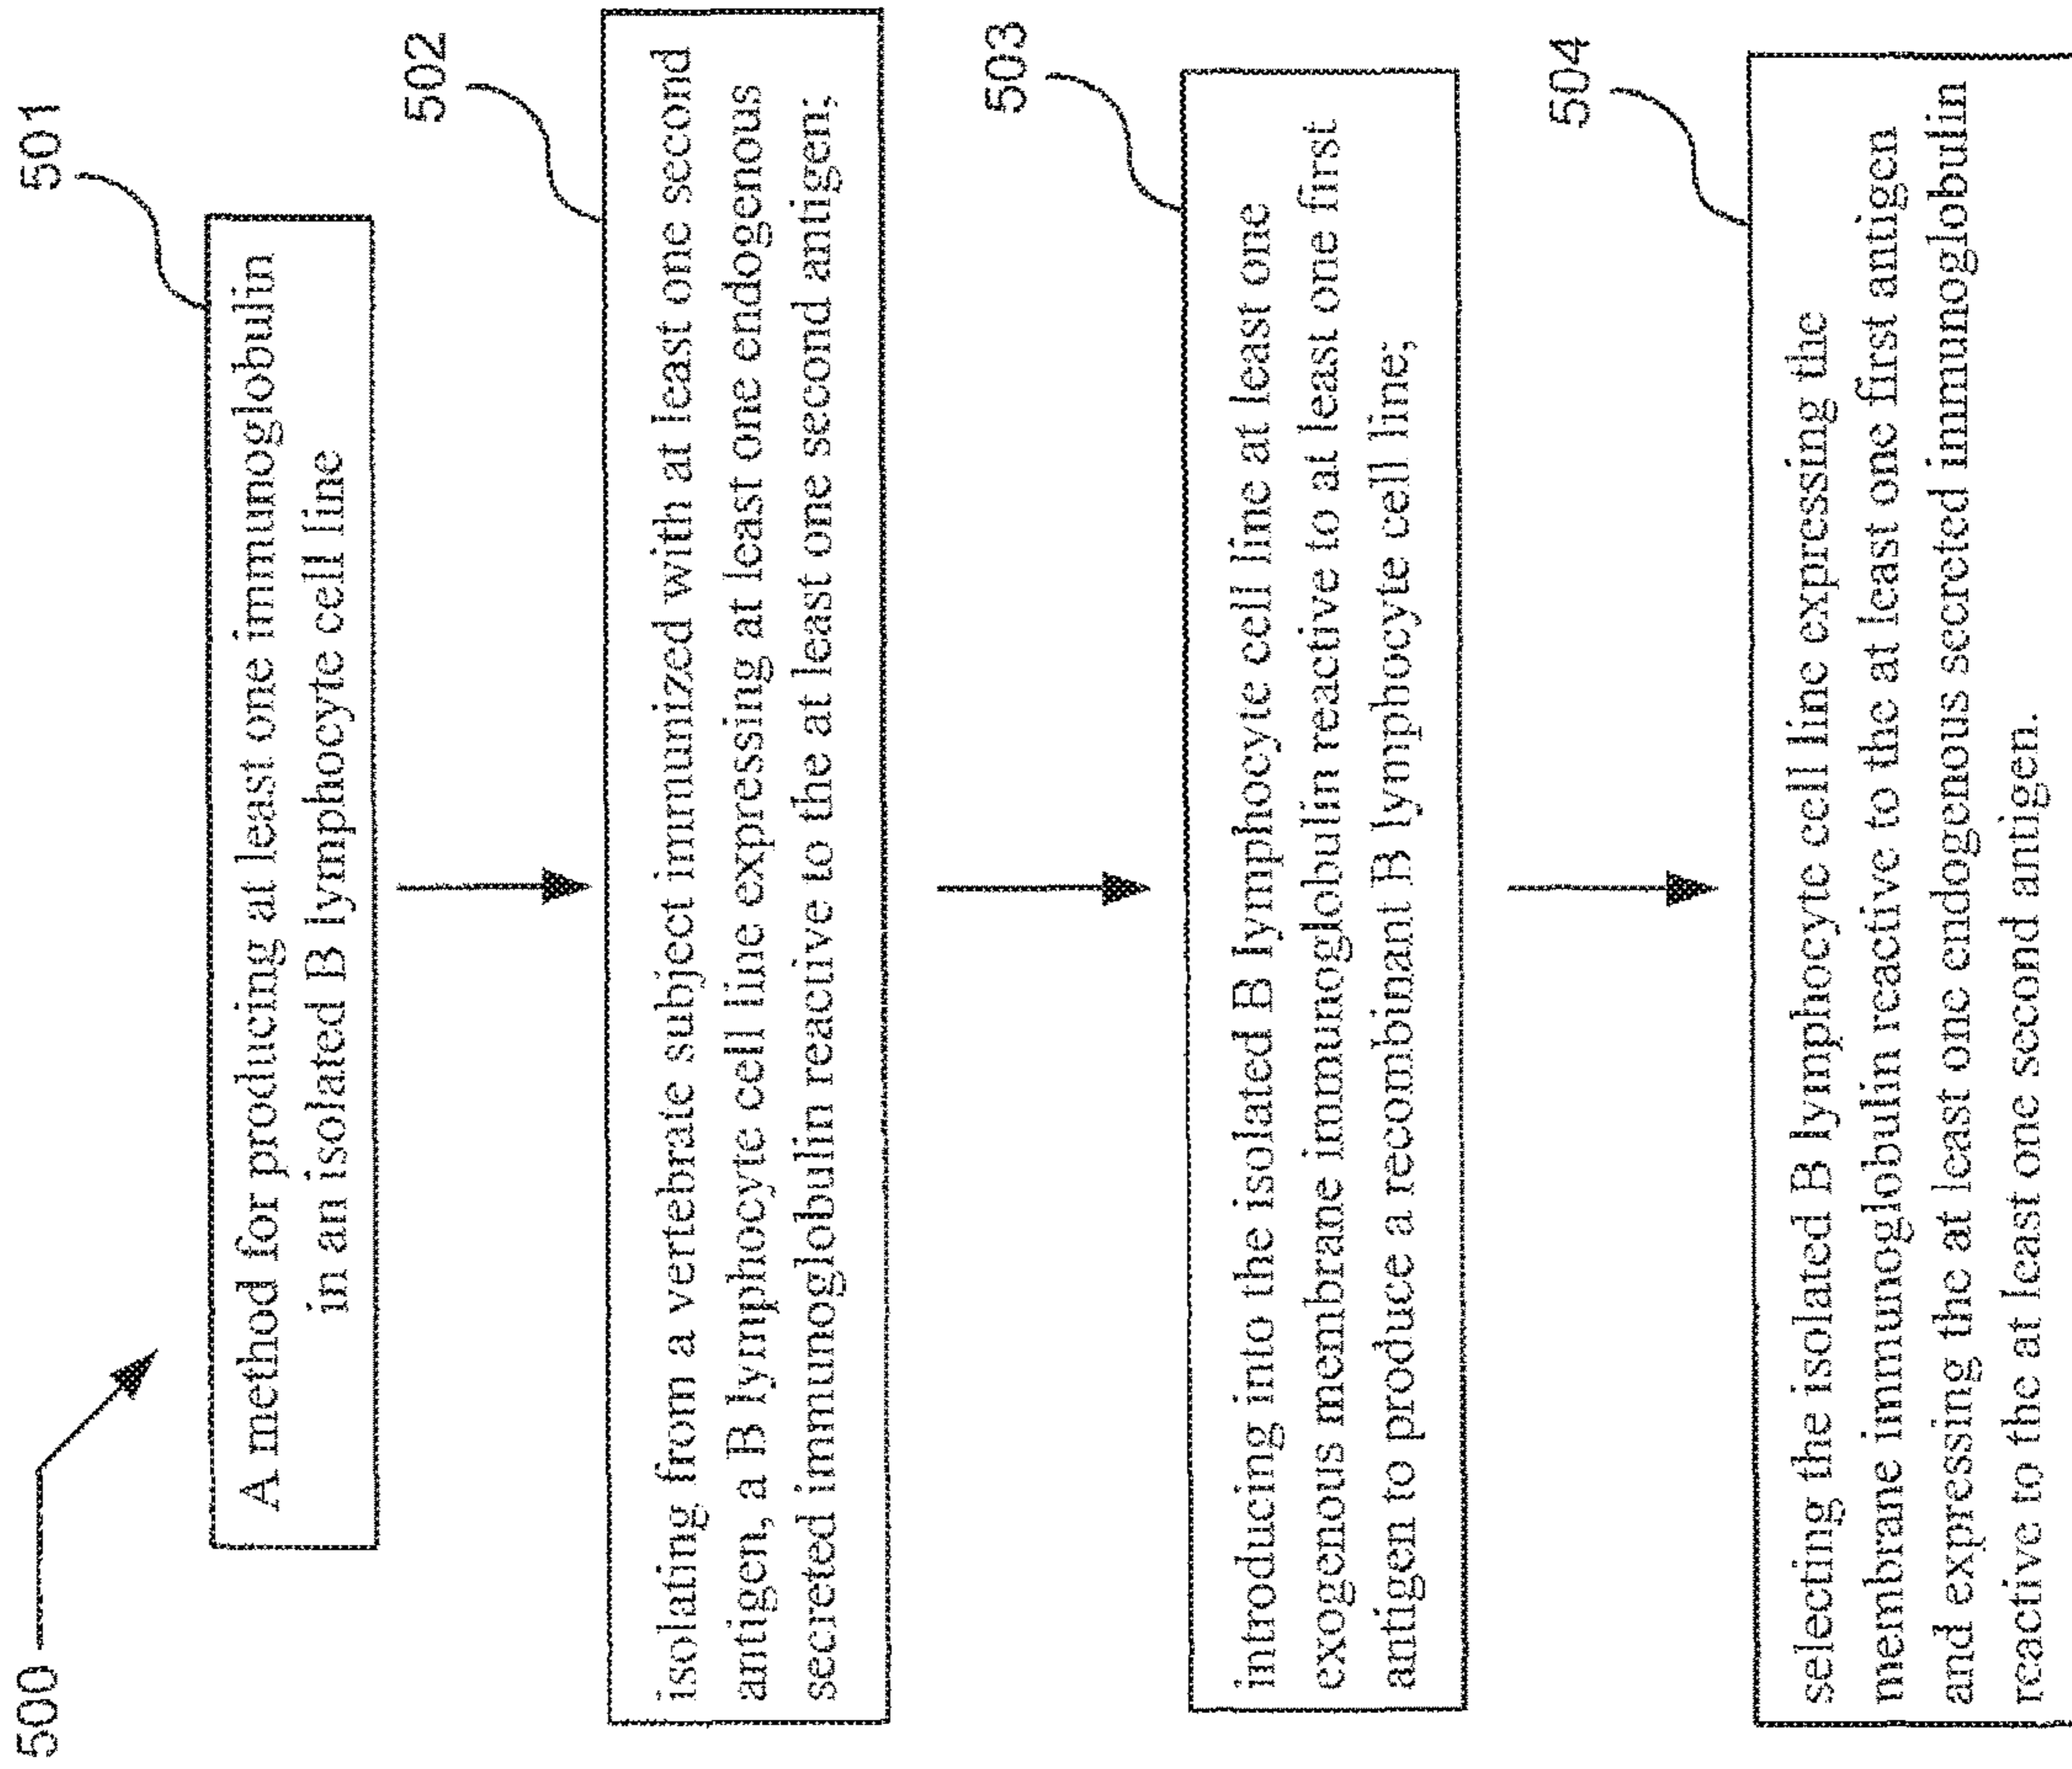 500
501
A method for producing at least one immunoglobulin
in an isolated B lymphocyte cell line
502
isolating from a vertebrate subject immunized with at least one second
antigen, a B lymphocyte cell line expressing at least one endogenous
secreted immunoglobulin reactive to the at least one second antigen;
503
introducing into the isolated B lymphocyte cell line at least one
exogenous membrane immunoglobulin reactive to at least one first
antigen to produce a recombinant B lymphocyte cell line;
504
selecting the isolated B lymphocyte cell line expressing the
membrane immunoglobulin reactive to the at least one first antigen
and expressing the at least one endogenous secreted immunoglobulin
reactive to the at least one second antigen.